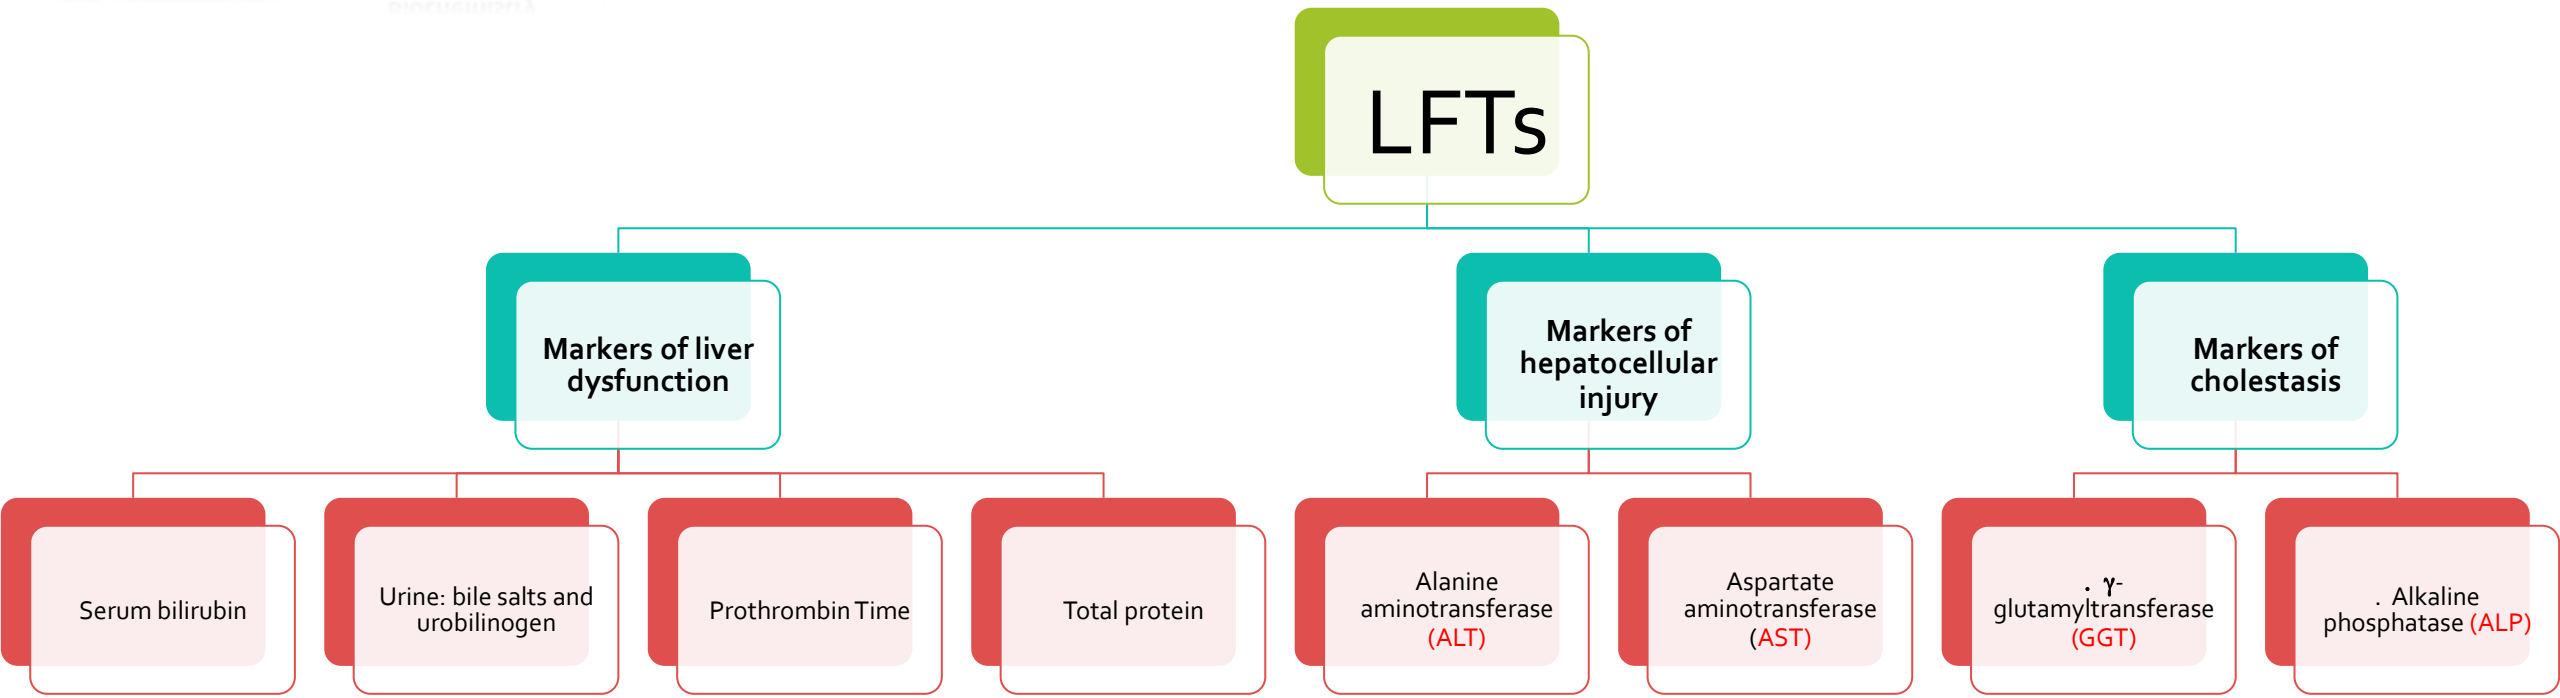 LFTs
Markers of liver
dysfunction
Markers of
hepatocellular
injury
Markers of
cholestasis
Serum bilirubin
Urine: bile salts and
urobilinogen
Prothrombin Time
Total protein
Alanine
aminotransferase
(ALT)
Aspartate
aminotransferase
(AST)
. γ-
glutamyltransferase
(GGT)
. Alkaline
phosphatase (ALP)